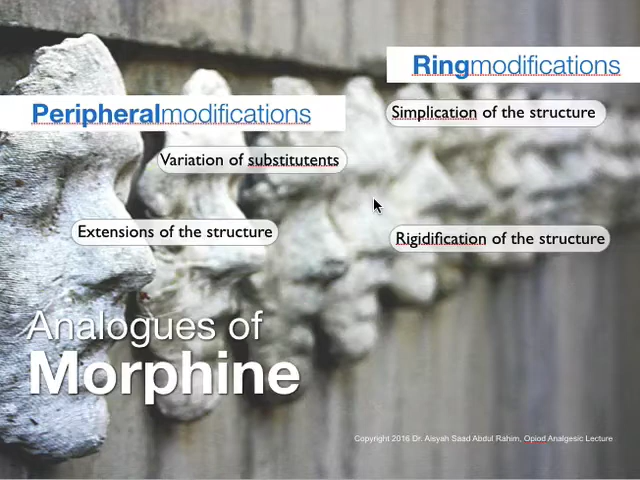 Ringmodifications
Peripheralmodifications
Simplication of the structure
Variation of substitutents
Extensions of the structure
Rigidification of the structure
Analogues of
Morphine
Copyright 2016 Dr. Aisyah Saad Abdul Rahim, Opiod Analgesic Lecture